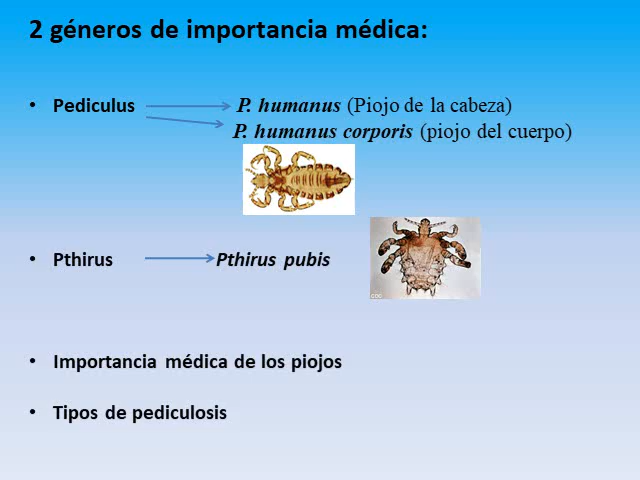 2 géneros de importancia médica:
• Pediculus P. humanus (Piojo de la cabeza)
P. humanus corporis (piojo del cuerpo)
• Pthirus Pthirus pubis
CDC
• Importancia médica de los piojos
• Tipos de pediculosis